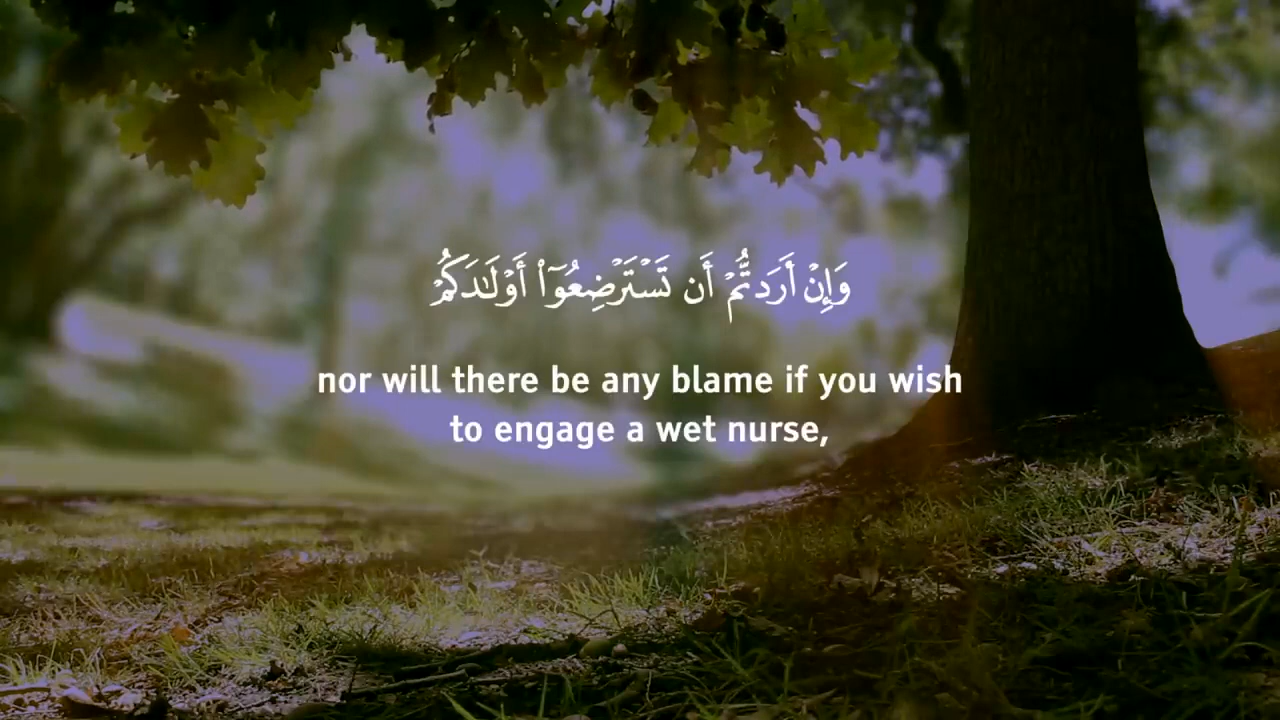 وَإِنْ أَرَدتُّمْ أَن تَسْتَرْضِعُوٓا۟ أَوْلَـٰدَكُمْ
nor will there be any blame if you wish
to engage a wet nurse,